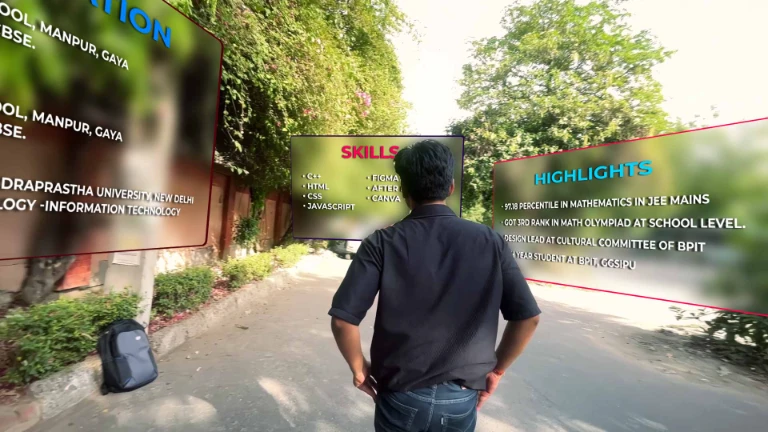 OOL, MANPUR, GAYA
BSE.
OOL, MANPUR, GAYA
BSE.
DRAPRASTHA UNIVERSITY, NEW DELHI
LOGY -INFORMATION TECHNOLOGY
SKILLS
• C++
• HTML
• CSS
• JAVASCRIPT
• FIGMA
• AFTER
• CANVA
HIGHLIGHTS
• 97.18 PERCENTILE IN MATHEMATICS IN JEE MAINS
• GOT 3RD RANK IN MATH OLYMPIAD AT SCHOOL LEVEL.
DESIGN LEAD AT CULTURAL COMMITTEE OF BPIT
YEAR STUDENT AT BPIT, GGSIPU